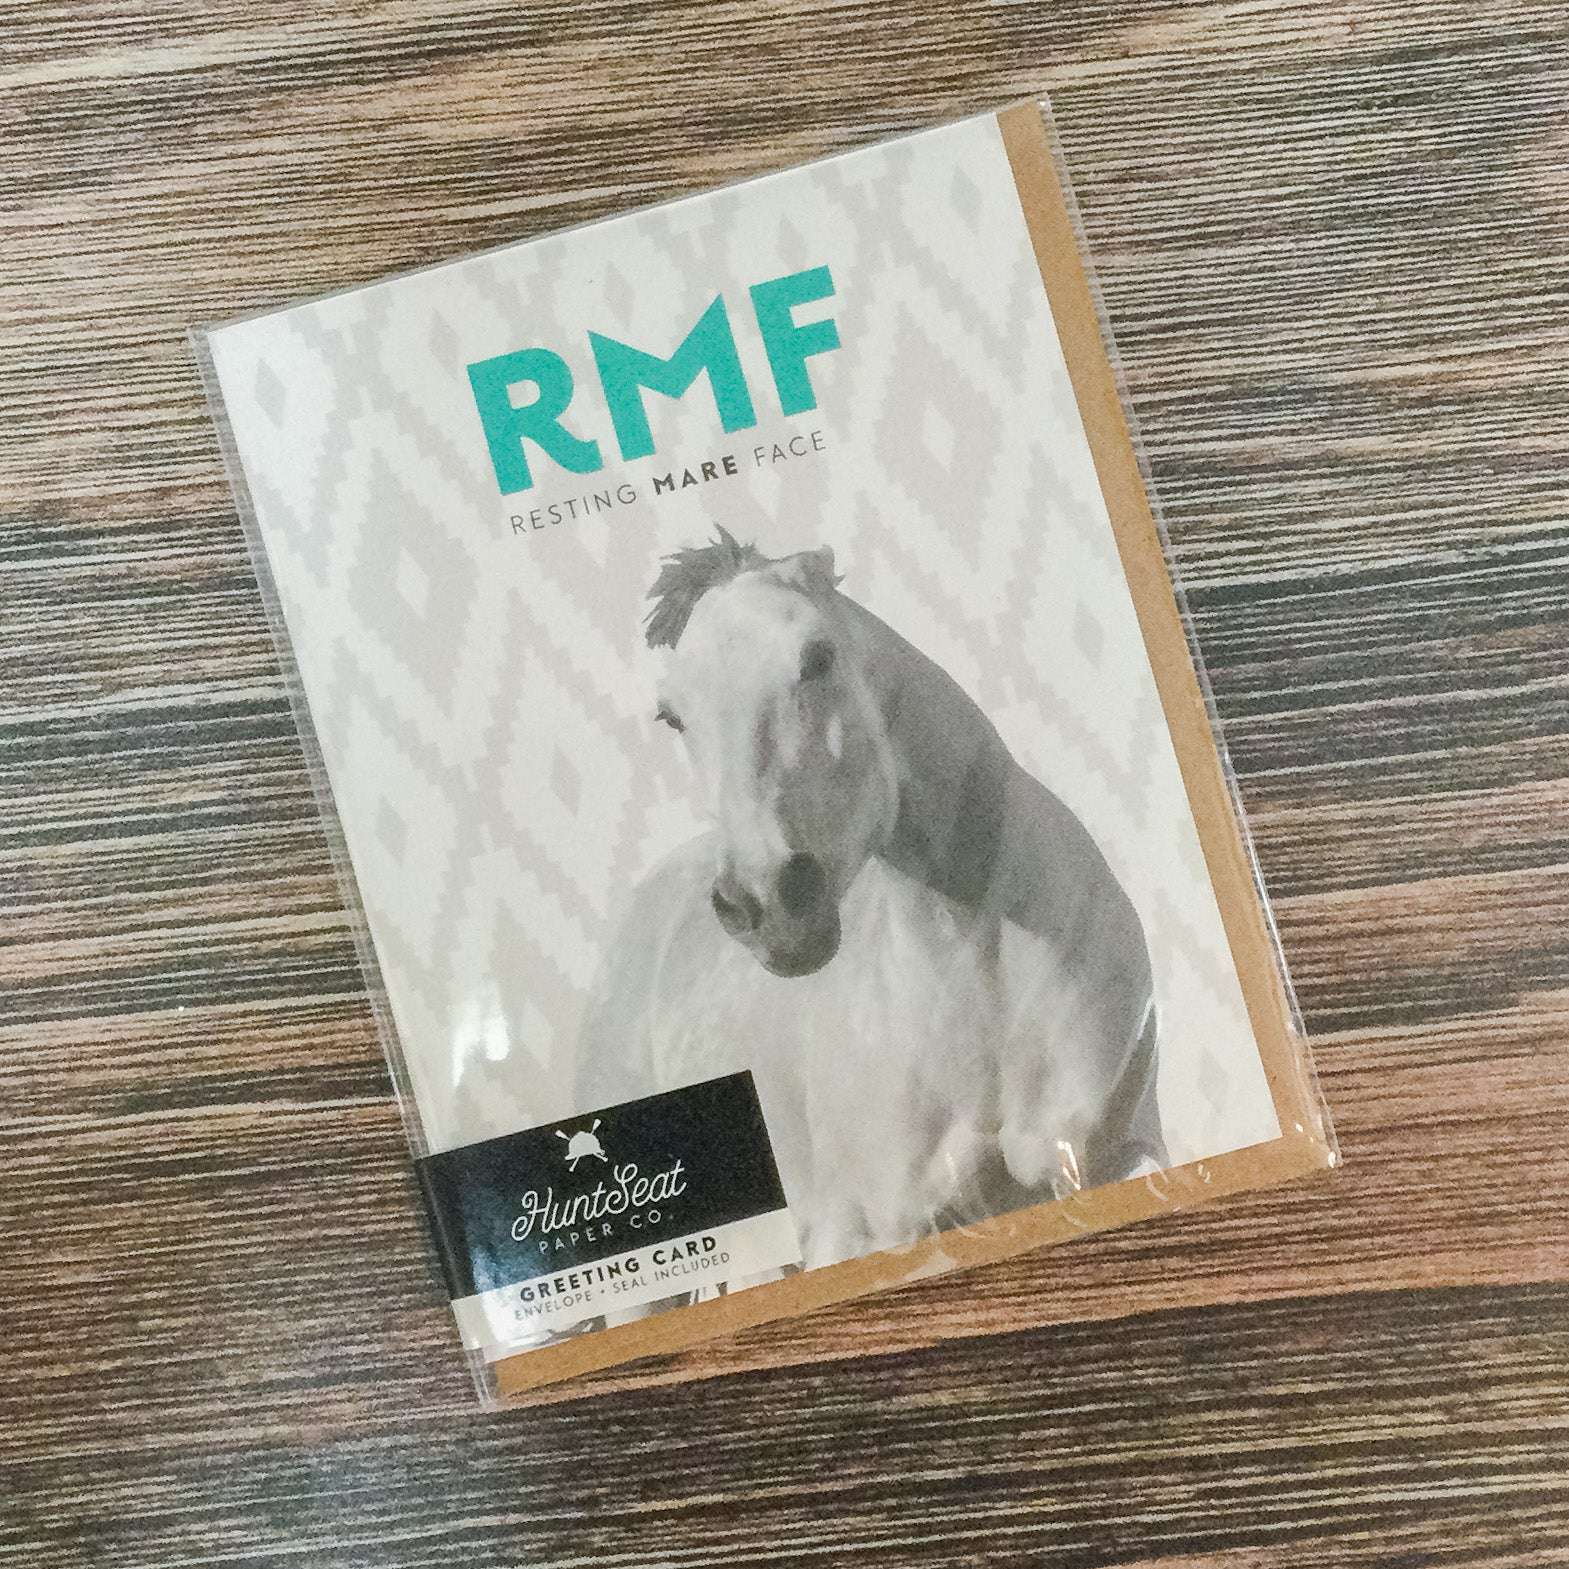 RMF
RESTING MARE FACE
HuntSeat
PAPER CO.
GREETING CARD
ENVELOPE • SEAL INCLUDED